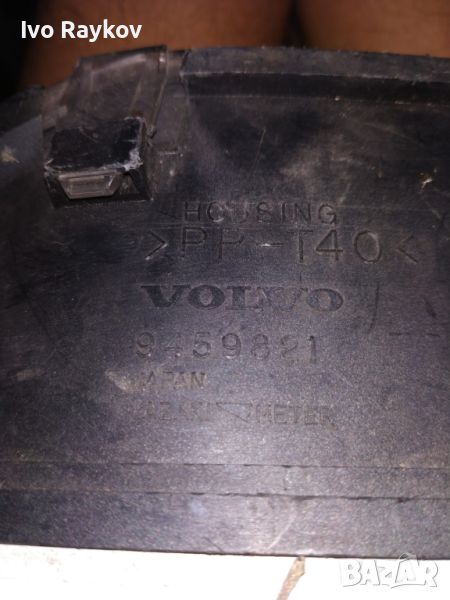 Ivo Raykov
HOUSING
>PP-T40<
VOLVO
9459821
JAPAN
METER
BAZAR